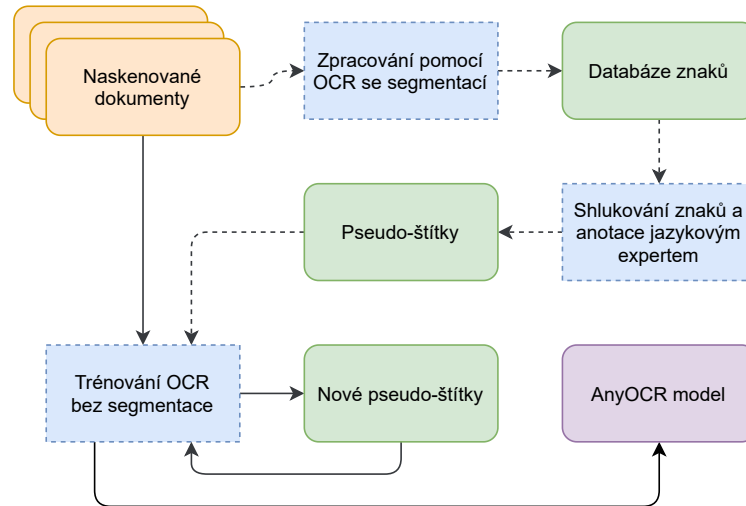 Naskenované
dokumenty
Zpracování pomocí
OCR se segmentací
Databáze znaků
Pseudo-štítky
Shlukování znaků a
anotace jazykovým
expertem
Trénování OCR
bez segmentace
Nové pseudo-štítky
AnyOCR model